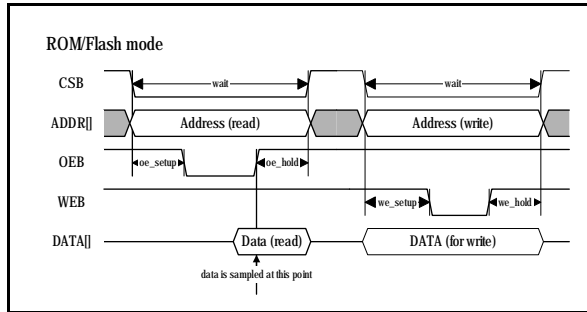 ROM/Flash mode
CSB wait wait
ADDR[] Address (read) Address (write)
OEB oe_setup oe_hold
WEB we_setup we_hold
DATA[] Data (read) DATA (for write)
data is sampled at this point